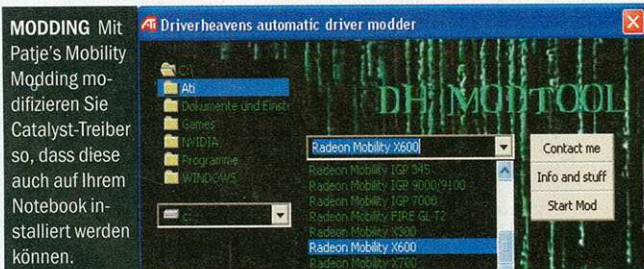 MODDING Mit
Patje's Mobility
Modding mo-
difizieren Sie
Catalyst-Treiber
so, dass diese
auch auf Ihrem
Notebook in-
stalliert werden
können.
ATi Driverheavens automatic driver modder
DH MODTOOL
C:\
Ati
Dokumente und Einst
Games
NVIDIA
Programme
WINDOWS
c:
Radeon Mobility X600
Radeon Mobility IGP 345
Radeon Mobility IGP 9000/9100
Radeon Mobility IGP 7000
Radeon Mobility FIRE GL-T2
Radeon Mobility X300
Radeon Mobility X600
Radeon Mobility X700
Contact me
Info and stuff
Start Mod